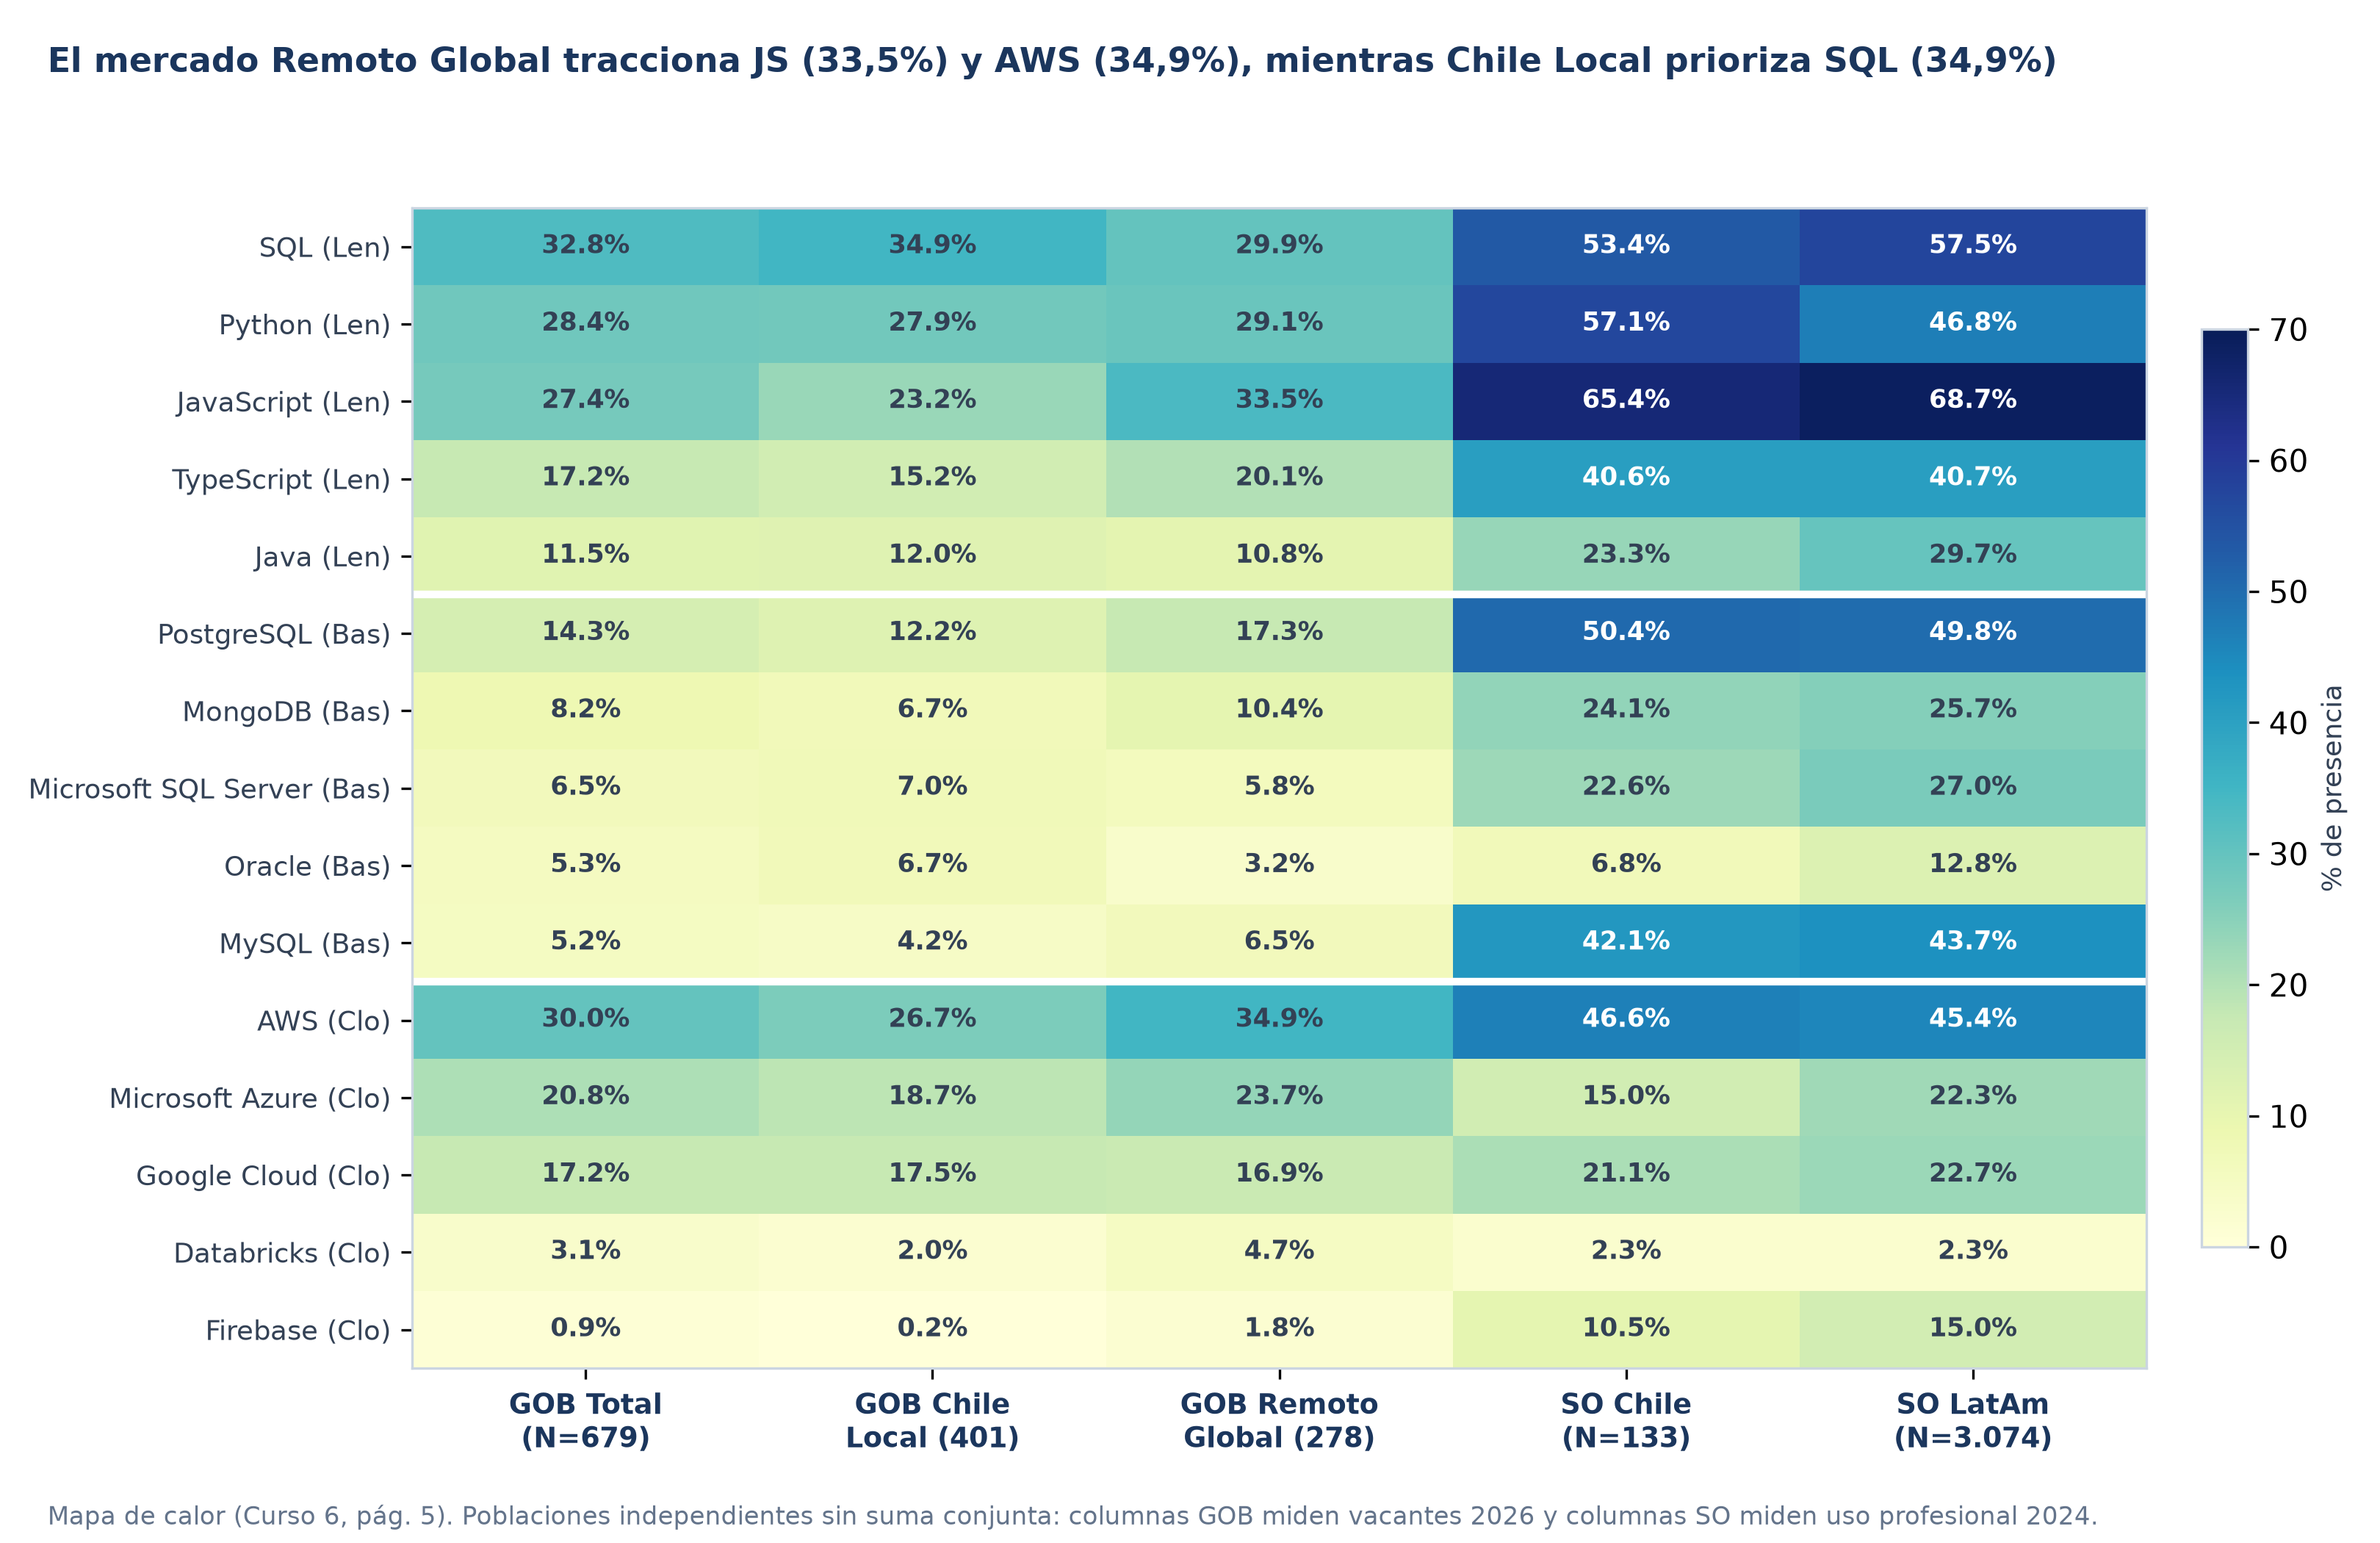 El mercado Remoto Global tracciona JS (33,5%) y AWS (34,9%), mientras Chile Local prioriza SQL (34,9%)
SQL (Len) 32.8% 34.9% 29.9% 53.4% 57.5%
Python (Len) 28.4% 27.9% 29.1% 57.1% 46.8%
JavaScript (Len) 27.4% 23.2% 33.5% 65.4% 68.7%
TypeScript (Len) 17.2% 15.2% 20.1% 40.6% 40.7%
Java (Len) 11.5% 12.0% 10.8% 23.3% 29.7%
PostgreSQL (Bas) 14.3% 12.2% 17.3% 50.4% 49.8%
MongoDB (Bas) 8.2% 6.7% 10.4% 24.1% 25.7%
Microsoft SQL Server (Bas) 6.5% 7.0% 5.8% 22.6% 27.0%
Oracle (Bas) 5.3% 6.7% 3.2% 6.8% 12.8%
MySQL (Bas) 5.2% 4.2% 6.5% 42.1% 43.7%
AWS (Clo) 30.0% 26.7% 34.9% 46.6% 45.4%
Microsoft Azure (Clo) 20.8% 18.7% 23.7% 15.0% 22.3%
Google Cloud (Clo) 17.2% 17.5% 16.9% 21.1% 22.7%
Databricks (Clo) 3.1% 2.0% 4.7% 2.3% 2.3%
Firebase (Clo) 0.9% 0.2% 1.8% 10.5% 15.0%
GOB Total GOB Chile GOB Remoto SO Chile SO LatAm
(N=679) Local (401) Global (278) (N=133) (N=3.074)
70
60
50
40
30
20
10
0
% de presencia
Mapa de calor (Curso 6, pág. 5). Poblaciones independientes sin suma conjunta: columnas GOB miden vacantes 2026 y columnas SO miden uso profesional 2024.